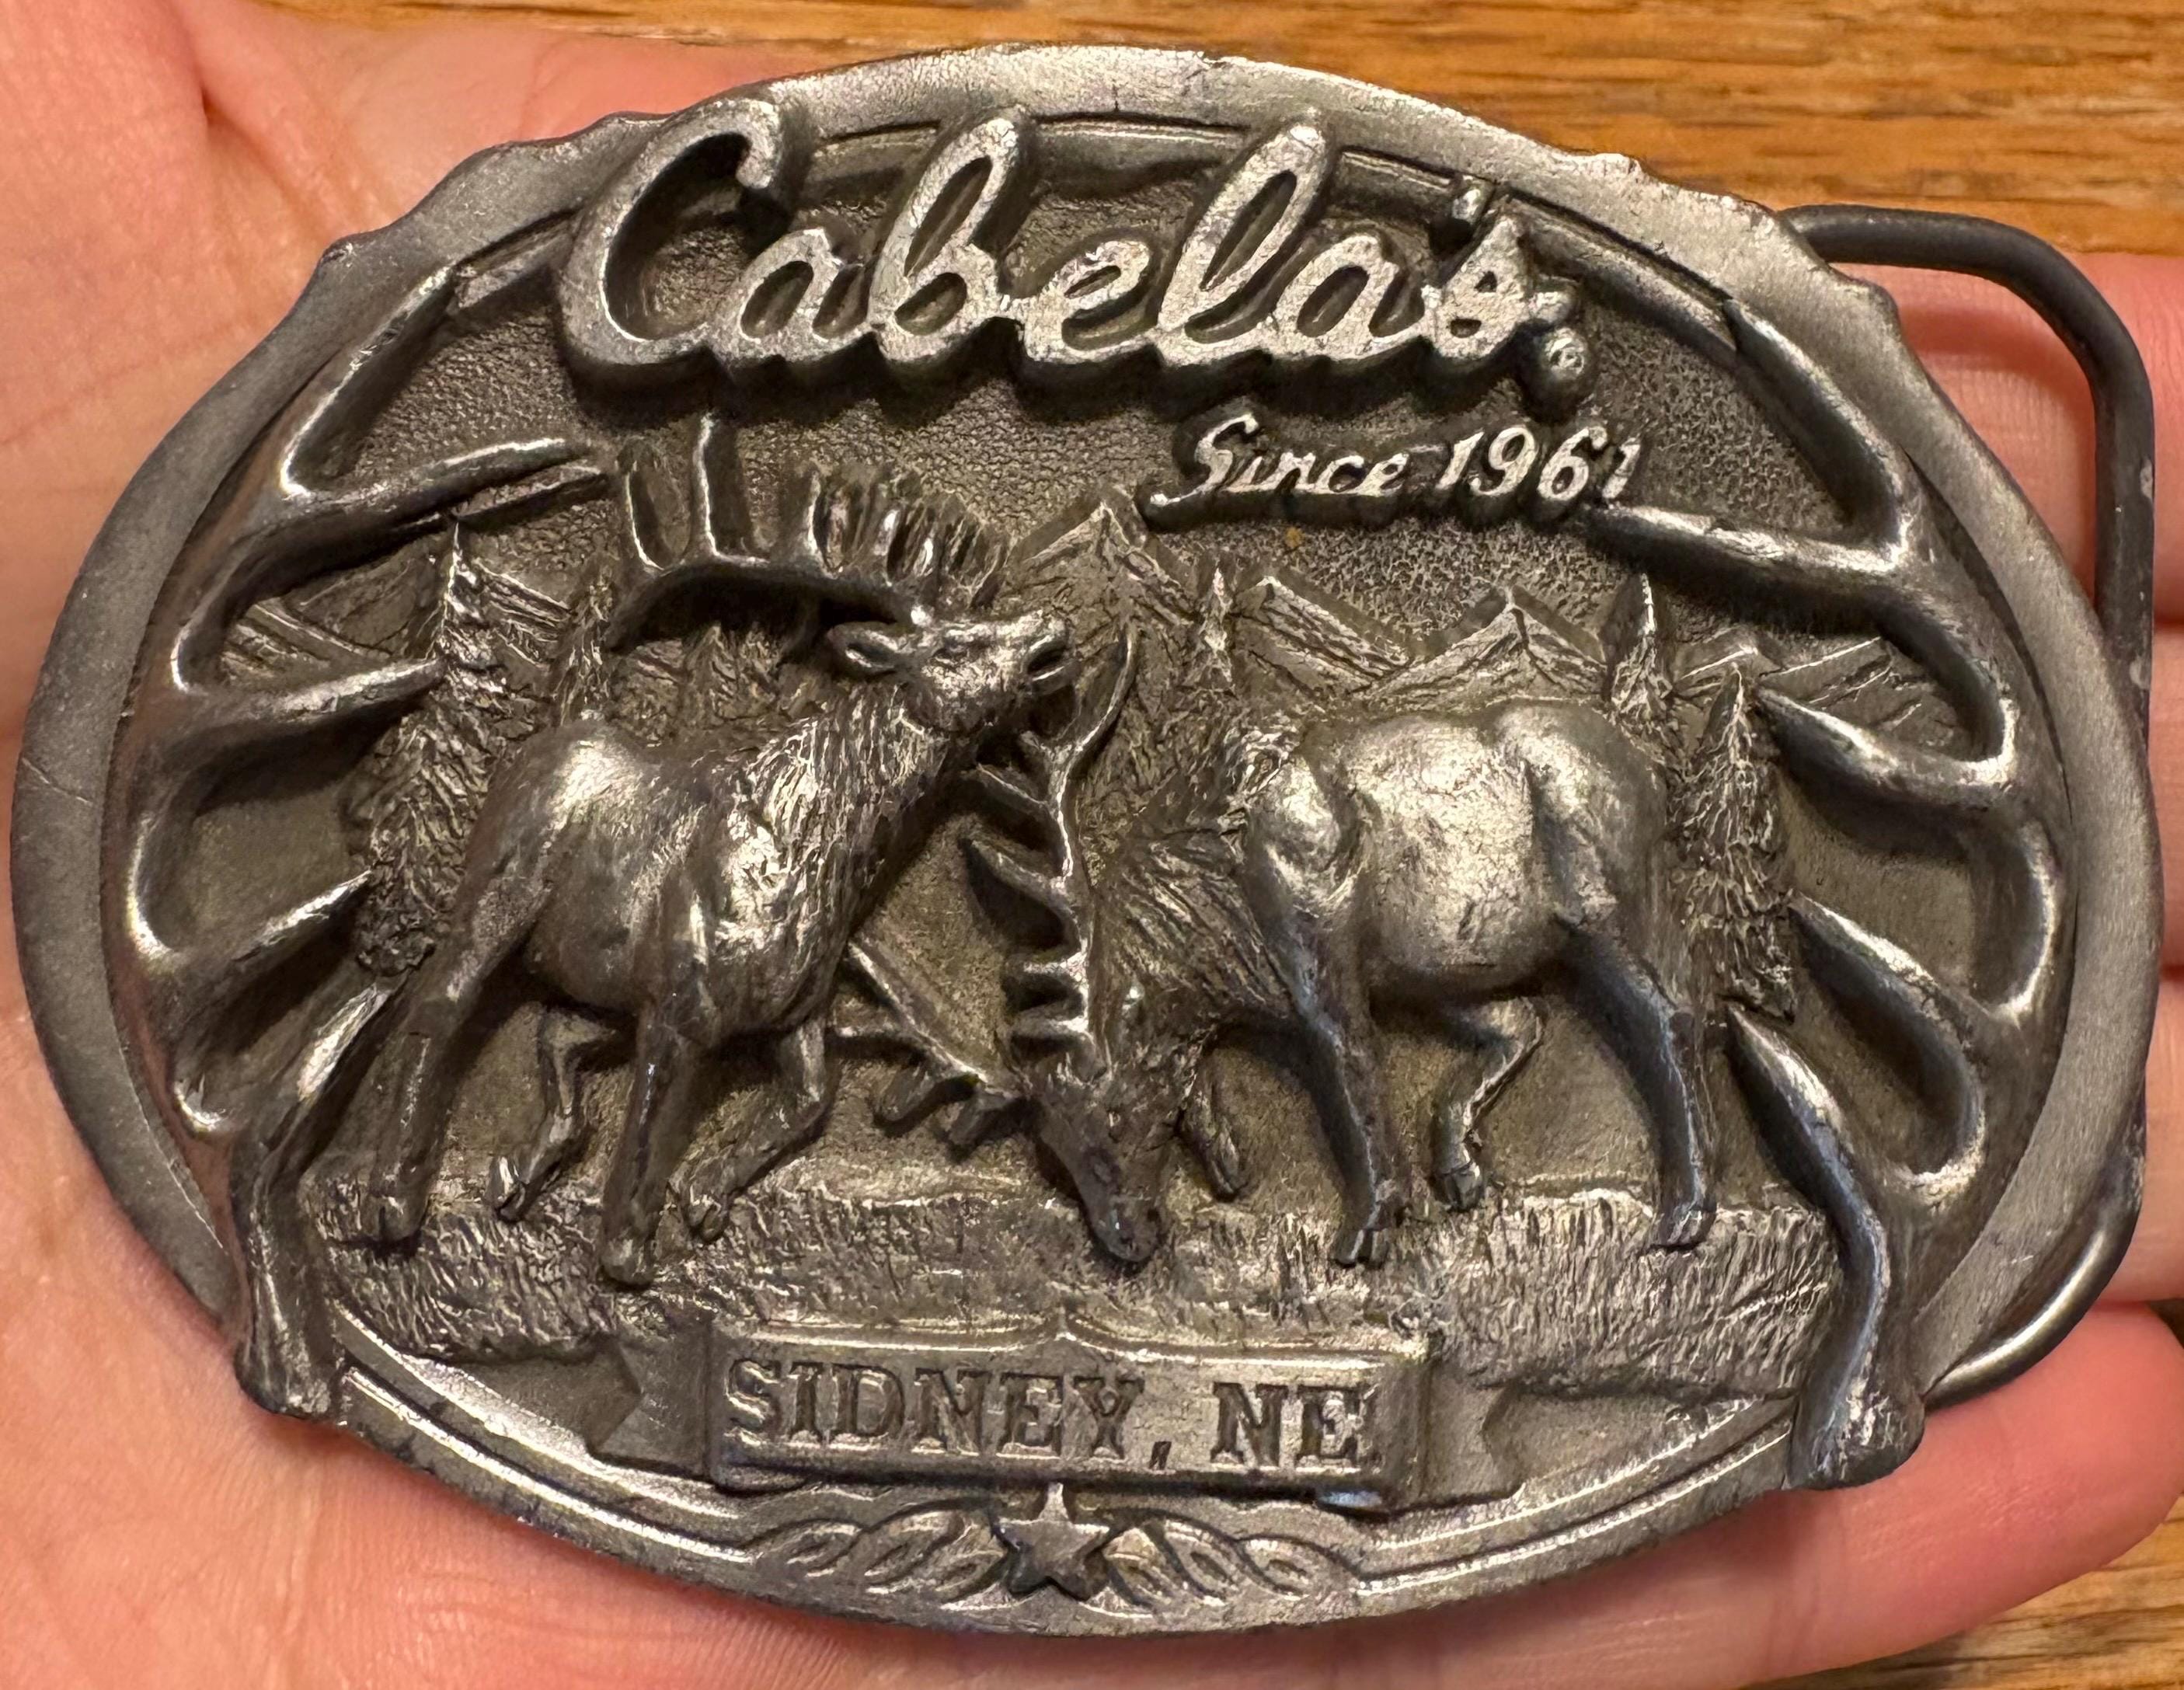 Cabela's®
Since 1961
SIDNEY, NE.